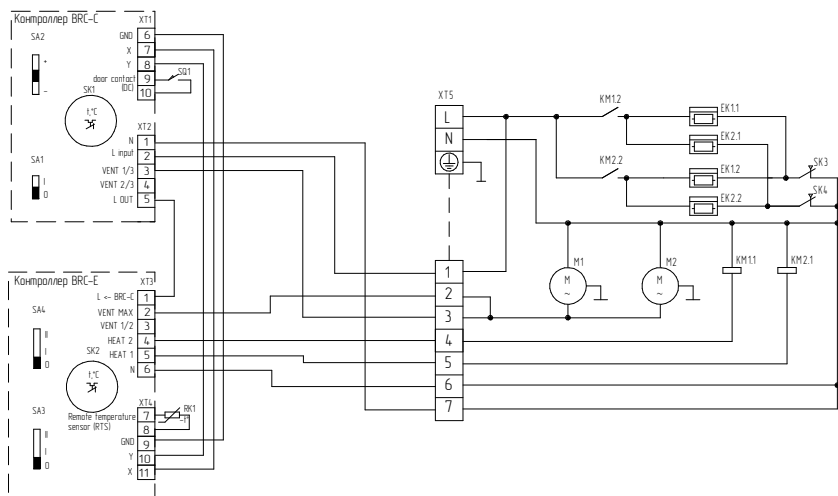 Контроллер BRC-C
XT1
SA2
GND 6
X 7
Y 8
door contact (DC) 9
10
SQ1
+
-
SK1
t,°C
XT2
N 1
L input 2
VENT 1/3 3
VENT 2/3 4
L OUT 5
SA1
I
0
Контроллер BRC-E
XT3
L <- BRC-C 1
VENT MAX 2
VENT 1/2 3
HEAT 2 4
HEAT 1 5
N 6
SA4
II
I
0
SK2
t,°C
XT4
Remote temperature
sensor (RTS)
7
8
RK1
-t°
GND 9
Y 10
X 11
SA3
II
I
0
XT5
L
N
1
2
3
4
5
6
7
KM1.2
EK1.1
EK2.1
KM2.2
EK1.2
SK3
EK2.2
SK4
M1
M
~
M2
M
~
KM1.1
KM2.1